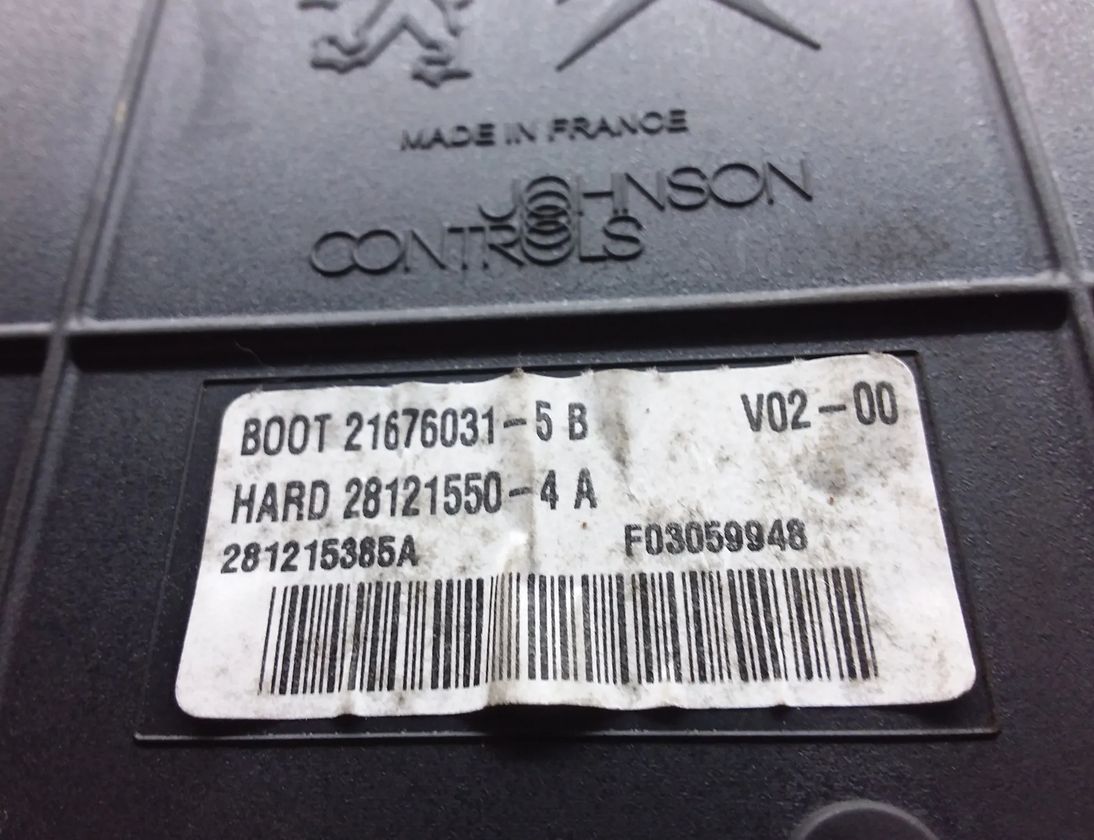 MADE IN FRANCE
JOHNSON
CONTROLS
BOOT 21676031-5 B V02-00
HARD 28121550-4 A
281215385A F03059948